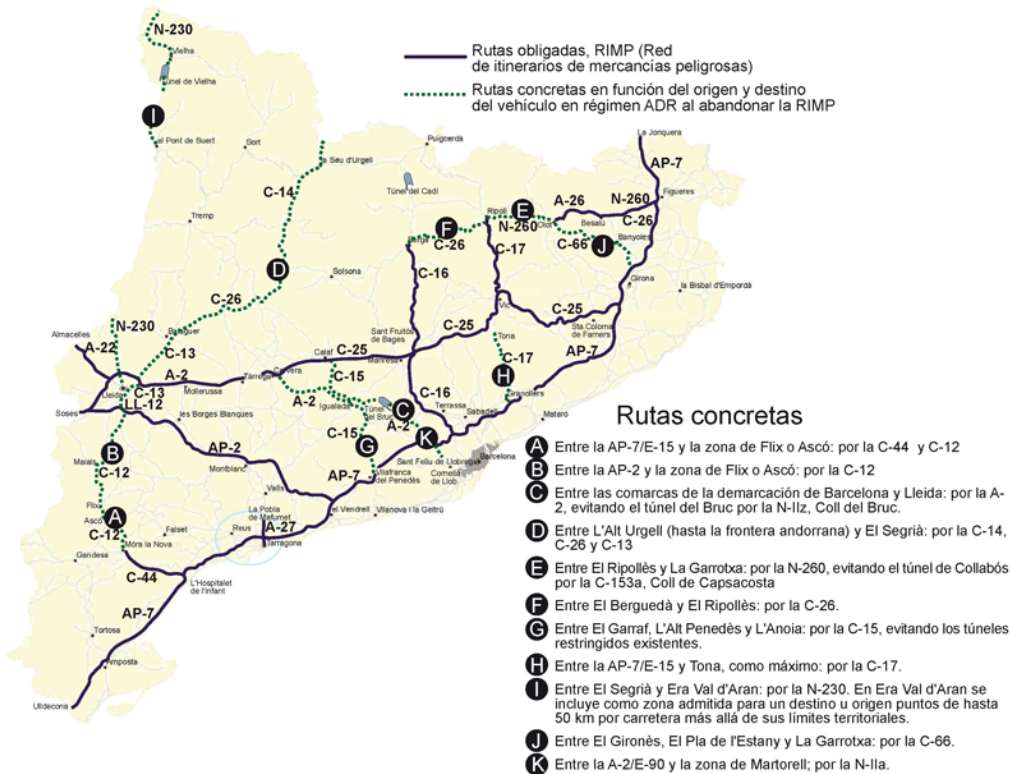 N-230
Vielha
Túnel de Vielha
I
el Pont de Suert
Sort
Rutas obligadas, RIMP (Red
de itinerarios de mercancías peligrosas)
Rutas concretas en función del origen y destino
del vehículo en régimen ADR al abandonar la RIMP
Puigcerdà
la Seu d'Urgell
Túnel del Cadí
La Jonquera
AP-7
C-14
Tremp
Figueres
A-26
N-260
Besalú
C-26
Ripoll
E
N-260
Olot
F
Berga
C-26
C-66
J
Banyoles
C-17
D
Solsona
C-16
Girona
la Bisbal d'Empordà
C-26
Vic
C-25
Sta. Coloma
de Farners
N-230
Almacelles
A-22
Balaguer
C-13
Sant Fruitós
de Bages
C-25
Tona
AP-7
Calaf
C-25
Manresa
C-17
H
Granollers
A-2
Tàrrega
Cervera
C-15
Mollerussa
Lleida
C-13
LL-12
Soses
les Borges Blanques
A-2
Igualada
Túnel
del Bruc
C
A-2
C-16
Terrassa
Sabadell
Mataró
K
C-15
G
Barcelona
Sant Feliu de Llobregat
Cornellà
de Llob.
B
Maials
C-12
AP-2
Montblanc
AP-7
Vilafranca
del Penedès
Valls
Flix
A
Ascó
C-12
Móra la Nova
Falset
La Pobla
de Mafumet
Reus
A-27
Tarragona
el Vendrell
Vilanova i la Geltrú
Gandesa
C-44
L'Hospitalet
de l'Infant
AP-7
Tortosa
Amposta
Ulldecona
Rutas concretas
A Entre la AP-7/E-15 y la zona de Flix o Ascó: por la C-44 y C-12
B Entre la AP-2 y la zona de Flix o Ascó: por la C-12
C Entre las comarcas de la demarcación de Barcelona y Lleida: por la A-
2, evitando el túnel del Bruc por la N-IIz, Coll del Bruc.
D Entre L'Alt Urgell (hasta la frontera andorrana) y El Segrià: por la C-14,
C-26 y C-13
E Entre El Ripollès y La Garrotxa: por la N-260, evitando el túnel de Collabós
por la C-153a, Coll de Capsacosta
F Entre El Berguedà y El Ripollès: por la C-26.
G Entre El Garraf, L'Alt Penedès y L'Anoia: por la C-15, evitando los túneles
restringidos existentes.
H Entre la AP-7/E-15 y Tona, como máximo: por la C-17.
I Entre El Segrià y Era Val d'Aran: por la N-230. En Era Val d'Aran se
incluye como zona admitida para un destino u origen puntos de hasta
50 km por carretera más allá de sus límites territoriales.
J Entre El Gironès, El Pla de l'Estany y La Garrotxa: por la C-66.
K Entre la A-2/E-90 y la zona de Martorell; por la N-IIa.